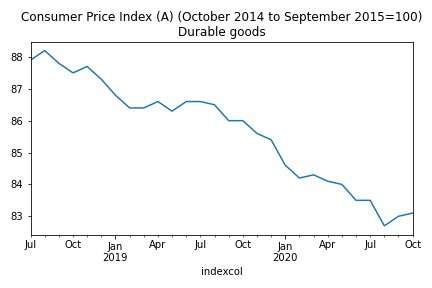 Consumer Price Index (A) (October 2014 to September 2015=100)
Durable goods
88
87
86
85
84
83
Jul Oct Jan Apr Jul Oct Jan Apr Jul Oct
2019 2020
indexcol